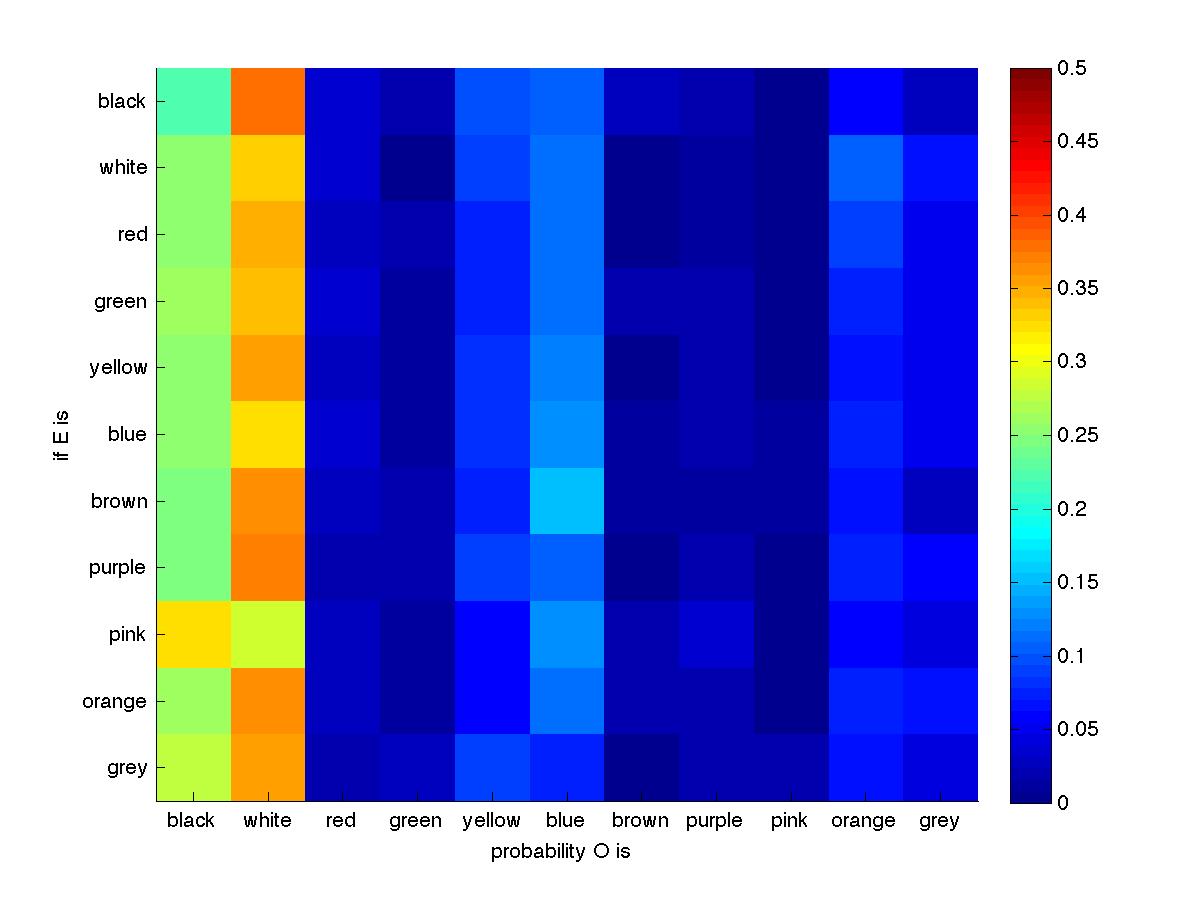 black
white
red
green
yellow
blue
brown
purple
pink
orange
grey
if E is
black white red green yellow blue brown purple pink orange grey
probability O is
0.5
0.45
0.4
0.35
0.3
0.25
0.2
0.15
0.1
0.05
0